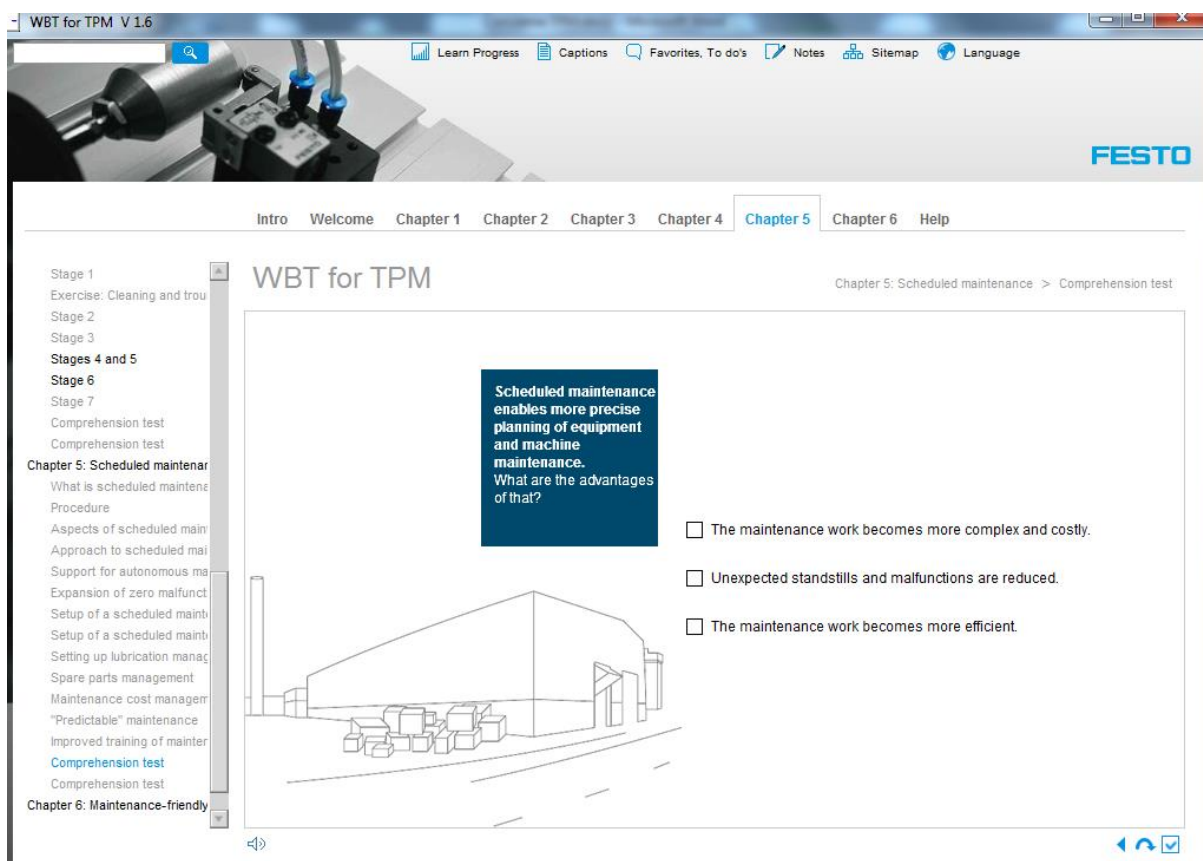 WBT for TPM V 1.6
Learn Progress Captions Favorites, To do's Notes Sitemap Language
FESTO
Intro Welcome Chapter 1 Chapter 2 Chapter 3 Chapter 4 Chapter 5 Chapter 6 Help
WBT for TPM
Chapter 5: Scheduled maintenance > Comprehension test
Stage 1
Exercise: Cleaning and trou
Stage 2
Stage 3
Stages 4 and 5
Stage 6
Stage 7
Comprehension test
Comprehension test
Chapter 5: Scheduled maintenar
What is scheduled maintena
Procedure
Aspects of scheduled main
Approach to scheduled mai
Support for autonomous ma
Expansion of zero malfunct
Setup of a scheduled mainte
Setup of a scheduled mainte
Setting up lubrication manag
Spare parts management
Maintenance cost managem
"Predictable" maintenance
Improved training of mainter
Comprehension test
Comprehension test
Chapter 6: Maintenance-friendly
Scheduled maintenance
enables more precise
planning of equipment
and machine
maintenance.
What are the advantages
of that?
The maintenance work becomes more complex and costly.
Unexpected standstills and malfunctions are reduced.
The maintenance work becomes more efficient.